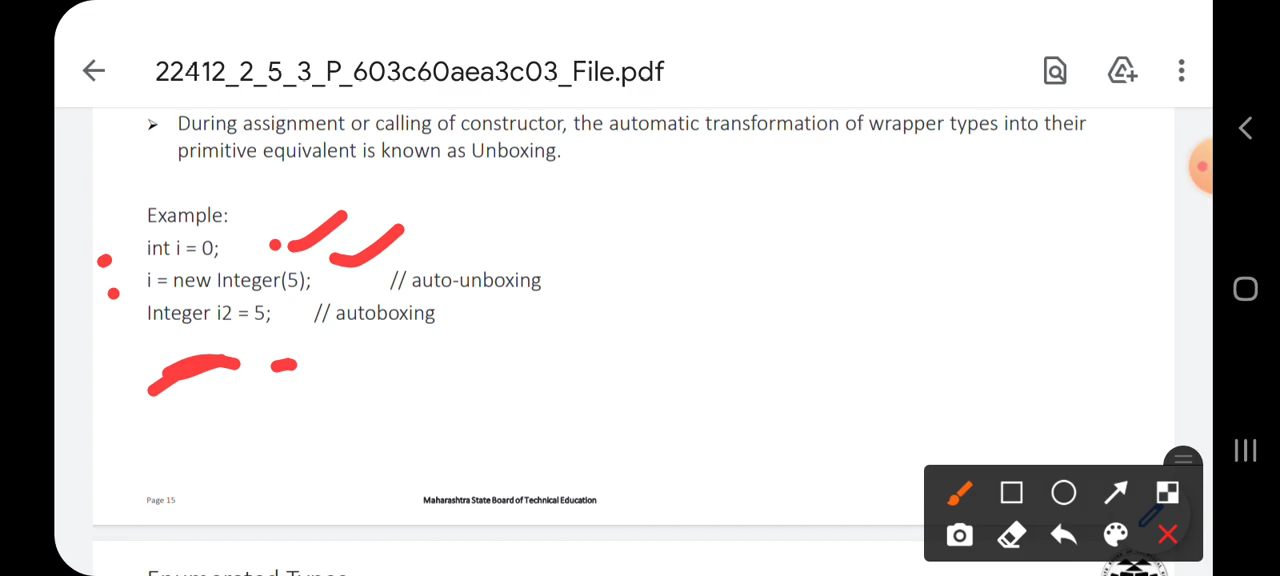 22412_2_5_3_P_603c60aea3c03_File.pdf
➤ During assignment or calling of constructor, the automatic transformation of wrapper types into their
primitive equivalent is known as Unboxing.
Example:
int i = 0;
i = new Integer(5); // auto-unboxing
Integer i2 = 5; // autoboxing
Page 15 Maharashtra State Board of Technical Education
Enumerated Types